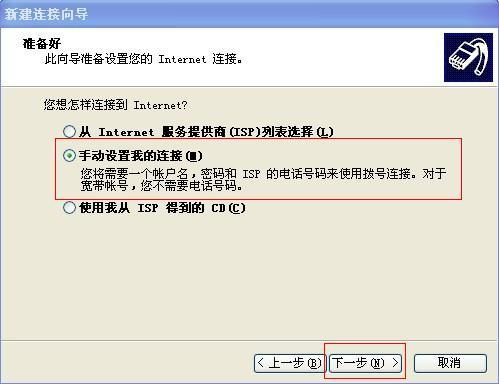 新建连接向导
准备好
此向导准备设置您的 Internet 连接。
您想怎样连接到 Internet?
从 Internet 服务提供商(ISP)列表选择(L)
手动设置我的连接(M)
您将需要一个帐户名，密码和 ISP 的电话号码来使用拨号连接。对于
宽带帐号，您不需要电话号码。
使用我从 ISP 得到的 CD(C)
< 上一步(B) 下一步(N) > 取消